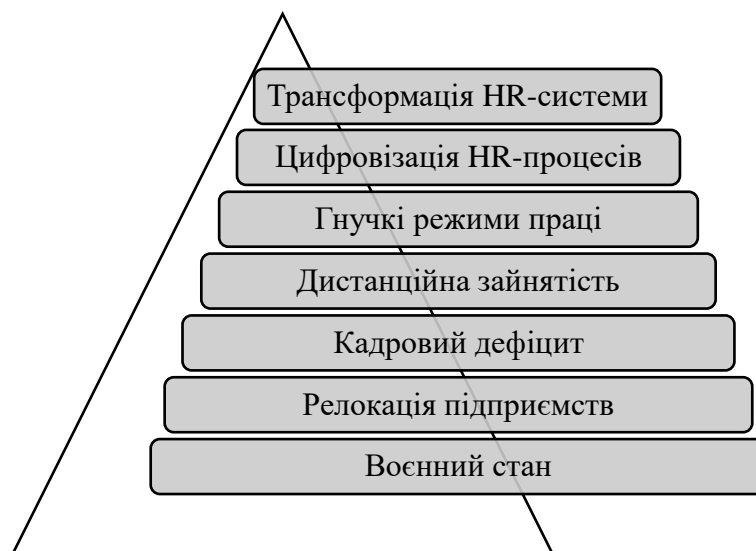 Трансформація HR-системи
Цифровізація HR-процесів
Гнучкі режими праці
Дистанційна зайнятість
Кадровий дефіцит
Релокація підприємств
Воєнний стан